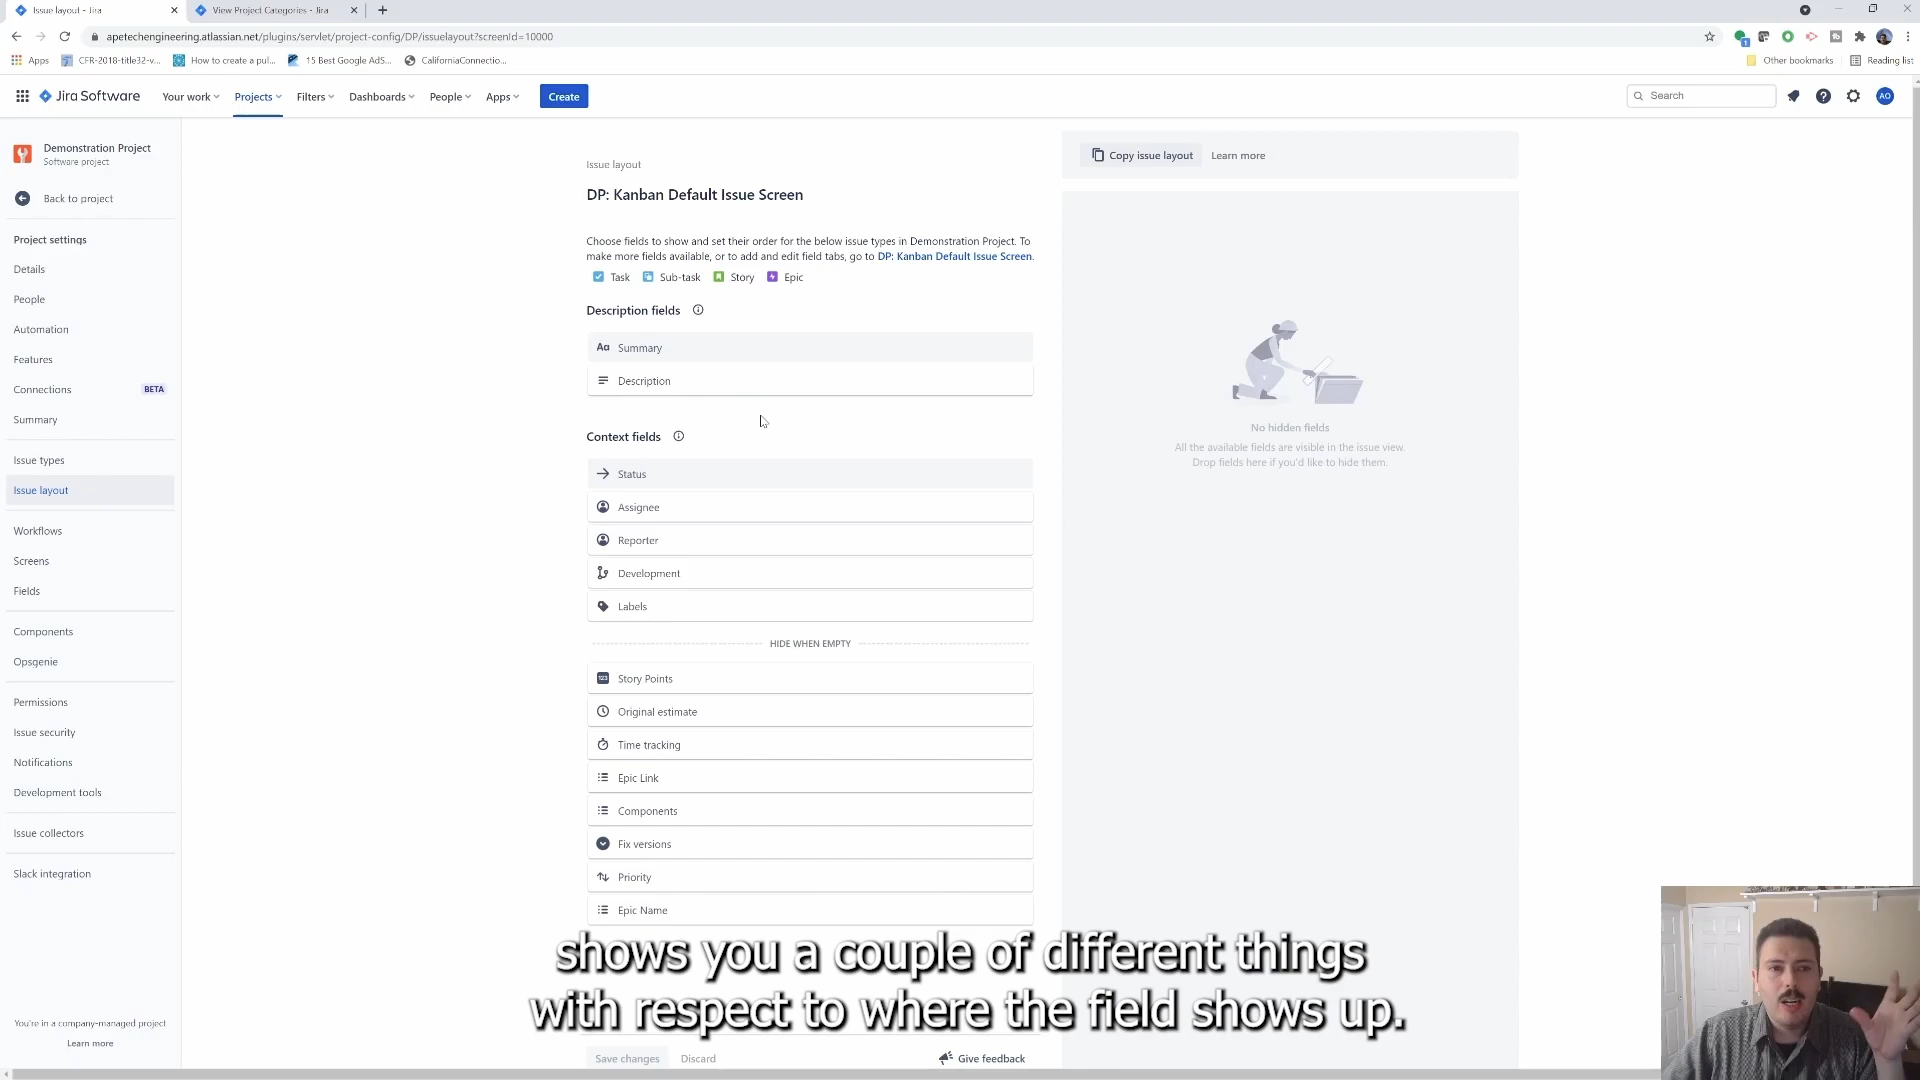 Issue layout - Jira
View Project Categories - Jira
apetechengineering.atlassian.net/plugins/servlet/project-config/DP/issuelayout?screenId=10000
Apps
CFR-2018-title32-v...
How to create a pul...
15 Best Google AdS...
CaliforniaConnectio...
Other bookmarks
Reading list
Jira Software
Your work
Projects
Filters
Dashboards
People
Apps
Create
Search
AO
Demonstration Project
Software project
Back to project
Project settings
Details
People
Automation
Features
Connections
BETA
Summary
Issue types
Issue layout
Workflows
Screens
Fields
Components
Opsgenie
Permissions
Issue security
Notifications
Development tools
Issue collectors
Slack integration
You're in a company-managed project
Learn more
Issue layout
DP: Kanban Default Issue Screen
Choose fields to show and set their order for the below issue types in Demonstration Project. To
make more fields available, or to add and edit field tabs, go to DP: Kanban Default Issue Screen.
Task
Sub-task
Story
Epic
Description fields
Aa Summary
Description
Context fields
Status
Assignee
Reporter
Development
Labels
HIDE WHEN EMPTY
123 Story Points
Original estimate
Time tracking
Epic Link
Components
Fix versions
Priority
Epic Name
Save changes
Discard
Give feedback
Copy issue layout
Learn more
No hidden fields
All the available fields are visible in the issue view.
Drop fields here if you'd like to hide them.
shows you a couple of different things
with respect to where the field shows up.